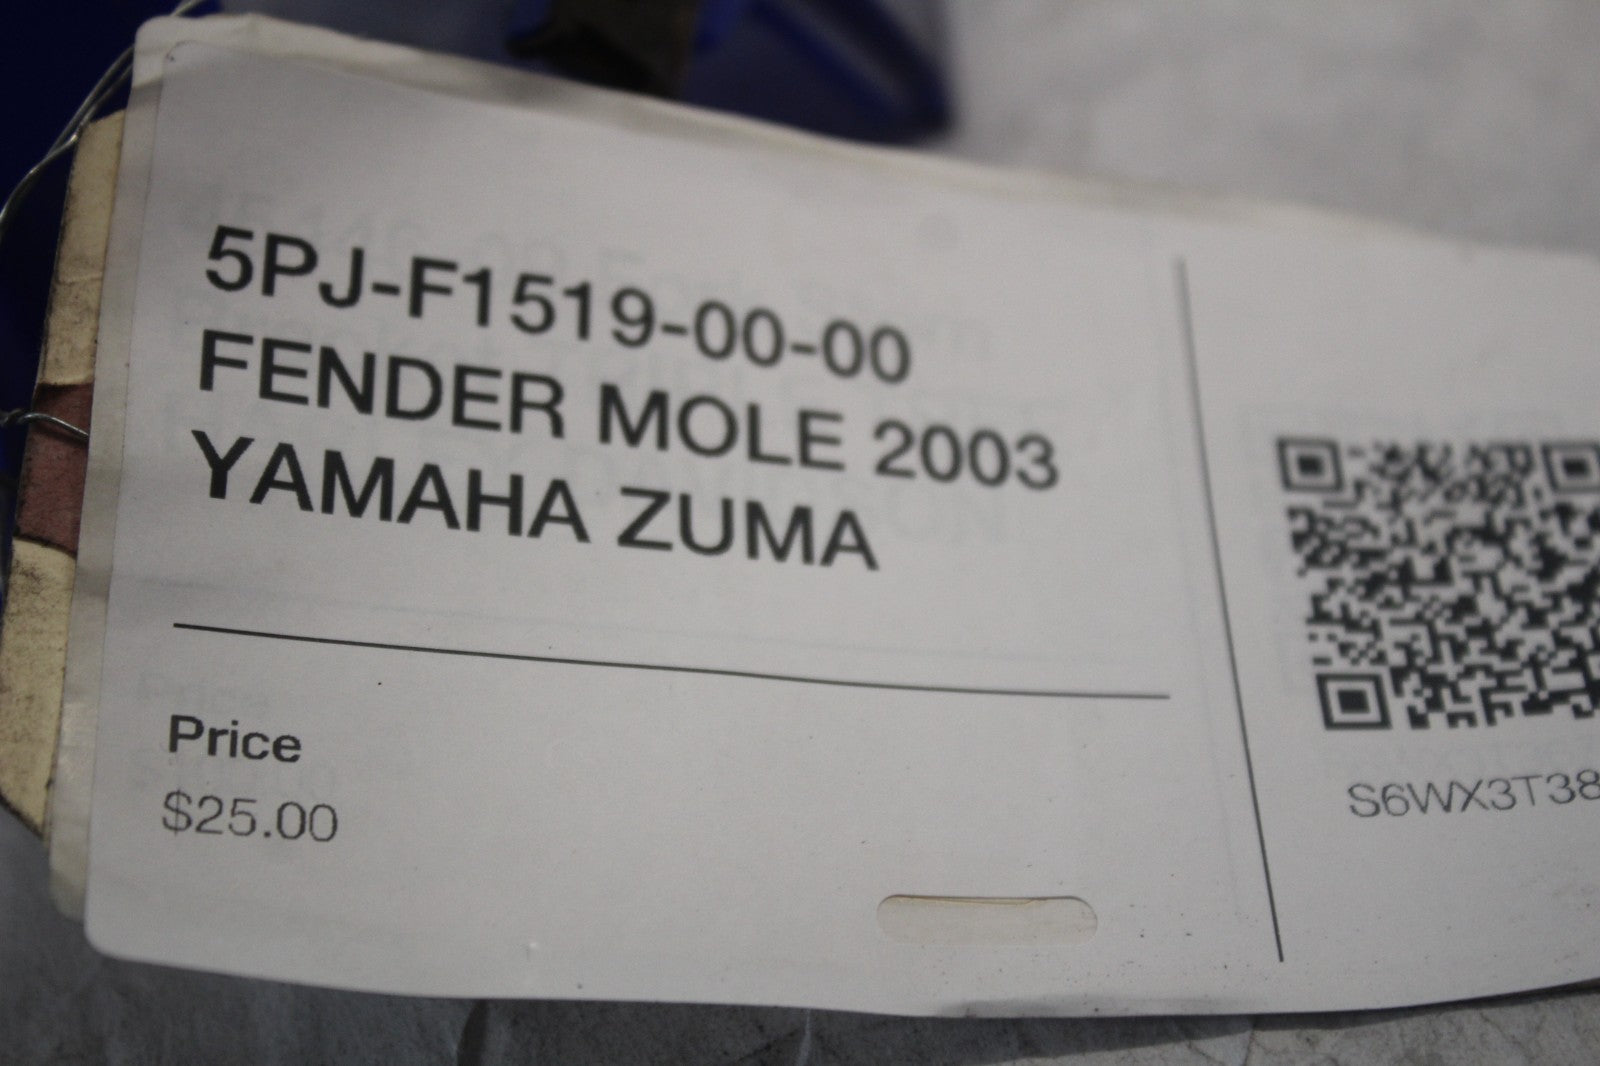 5PJ-F1519-00-00
FENDER MOLE 2003
YAMAHA ZUMA
Price
$25.00
S6WX3T38